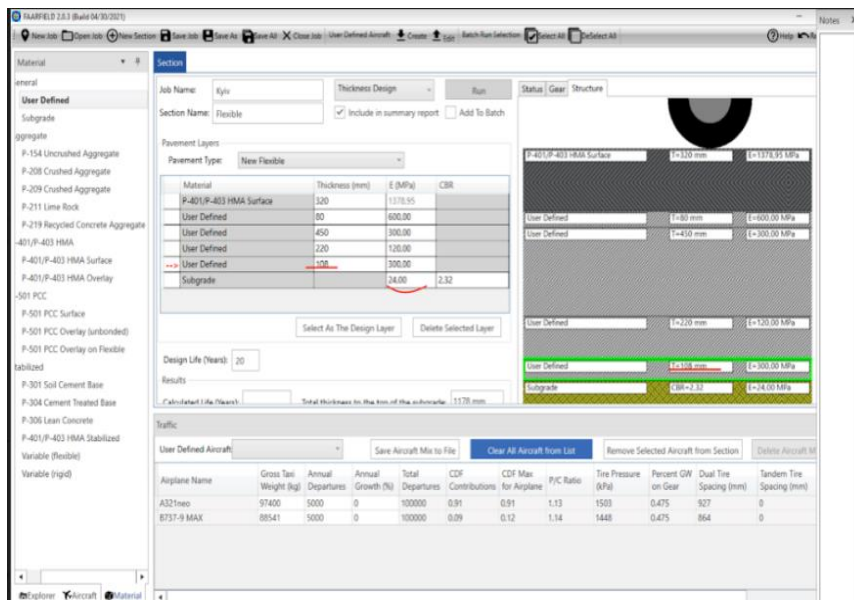 FAARFIELD 2.0.3 (Build 04/30/2021)
Notes
New Job Open Job New Section Save Job Save As Save All Close Job User Defined Aircraft: Create Edit Batch Run Selection: Select All DeSelect All Help
Material
Section
eneral
User Defined
Subgrade
ggregate
P-154 Uncrushed Aggregate
P-208 Crushed Aggregate
P-209 Crushed Aggregate
P-211 Lime Rock
P-219 Recycled Concrete Aggregate
-401/P-403 HMA
P-401/P-403 HMA Surface
P-401/P-403 HMA Overlay
-501 PCC
P-501 PCC Surface
P-501 PCC Overlay (unbonded)
P-501 PCC Overlay on Flexible
tabilized
P-301 Soil Cement Base
P-304 Cement Treated Base
P-306 Lean Concrete
P-401/P-403 HMA Stabilized
Variable (flexible)
Variable (rigid)
Explorer Aircraft Material
Job Name: Kyiv Thickness Design Run
Section Name: Flexible Include in summary report Add To Batch
Pavement Layers
Pavement Type: New Flexible
Material Thickness (mm) E (MPa) CBR
P-401/P-403 HMA Surface 320 1378,95
User Defined 80 600,00
User Defined 450 300,00
User Defined 220 120,00
--> User Defined 108 300,00
Subgrade 24,00 2,32
Select As The Design Layer Delete Selected Layer
Design Life (Years): 20
Results
Calculated Life (Years): Total thickness to the top of the subgrade: 1178 mm
Status Gear Structure
P-401/P-403 HMA Surface T=320 mm E=1378,95 MPa
User Defined T=80 mm E=600,00 MPa
User Defined T=450 mm E=300,00 MPa
User Defined T=220 mm E=120,00 MPa
User Defined T=108 mm E=300,00 MPa
Subgrade CBR=2,32 E=24,00 MPa
Traffic
User Defined Aircraft Save Aircraft Mix to File Clear All Aircraft from List Remove Selected Aircraft from Section Delete Aircraft M
Airplane Name Gross Taxi Weight (kg) Annual Departures Annual Growth (%) Total Departures CDF Contributions CDF Max for Airplane P/C Ratio Tire Pressure (kPa) Percent GW on Gear Dual Tire Spacing (mm) Tandem Tire Spacing (mm)
A321neo 97400 5000 0 100000 0.91 0.91 1.13 1503 0.475 927 0
B737-9 MAX 88541 5000 0 100000 0.09 0.12 1.14 1448 0.475 864 0